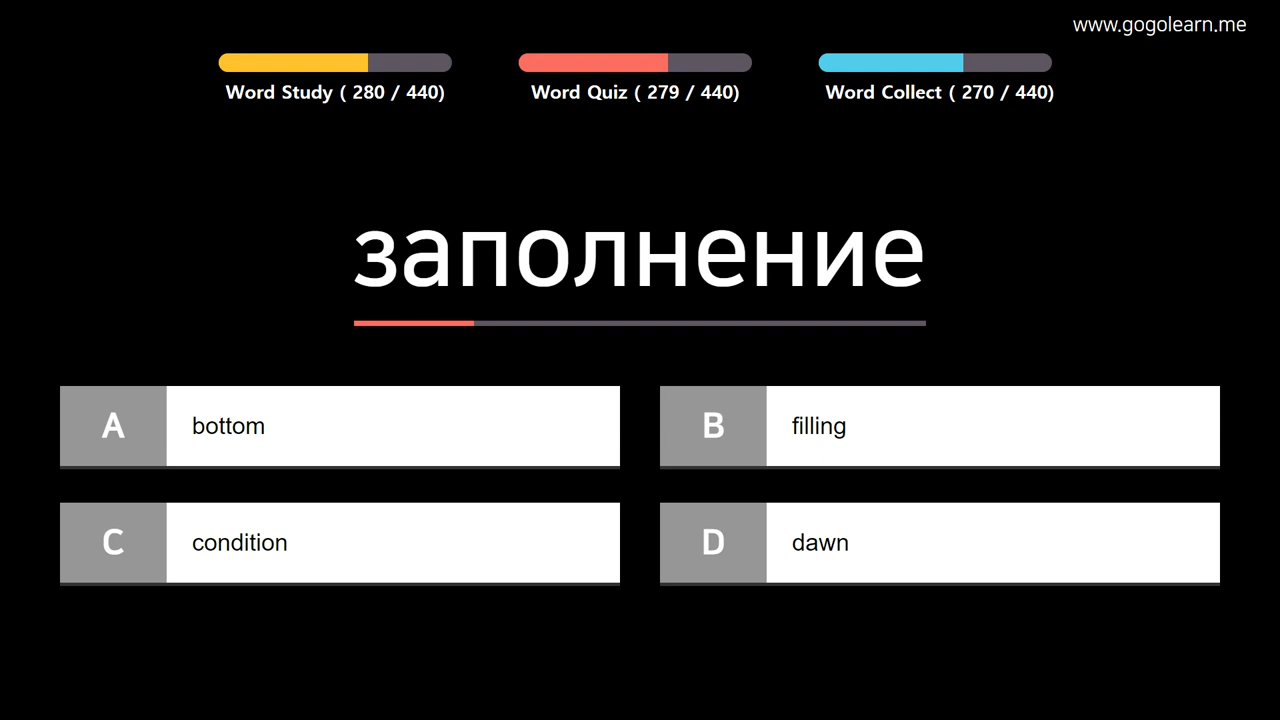 www.gogolearn.me
Word Study ( 280 / 440)
Word Quiz ( 279 / 440)
Word Collect ( 270 / 440)
заполнение
A bottom
B filling
C condition
D dawn